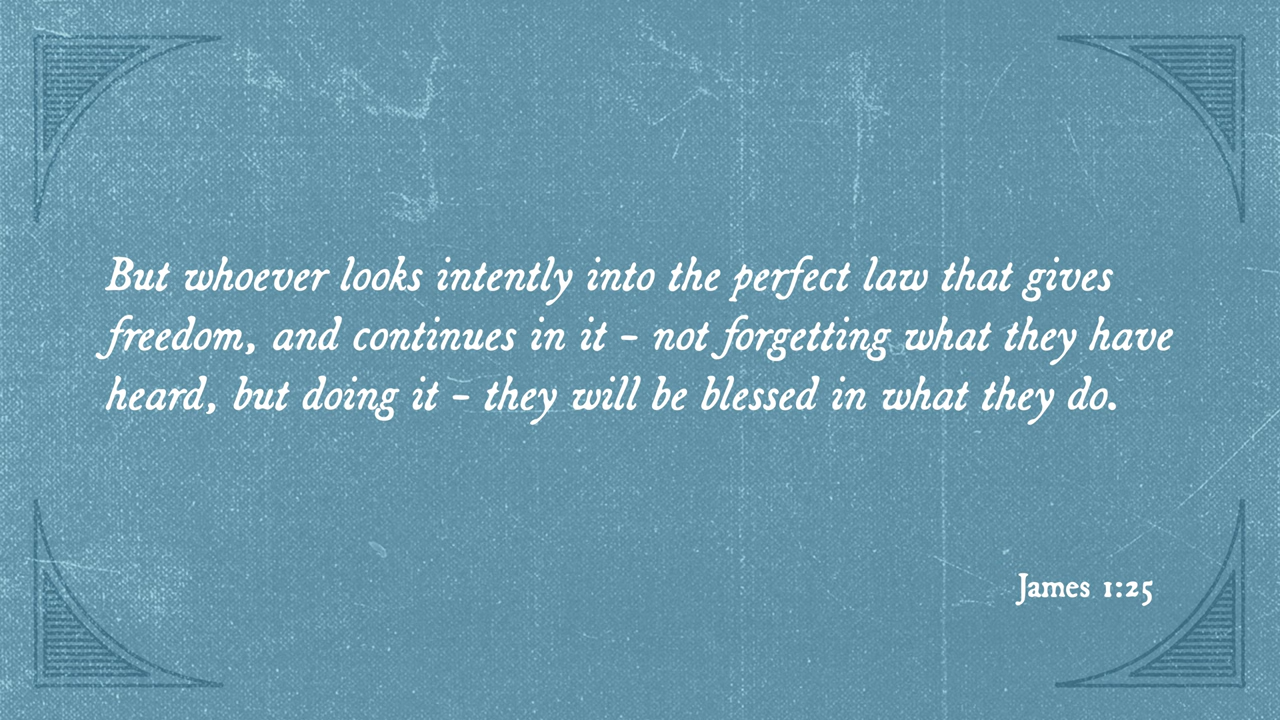 But whoever looks intently into the perfect law that gives
freedom, and continues in it – not forgetting what they have
heard, but doing it – they will be blessed in what they do.
James 1:25